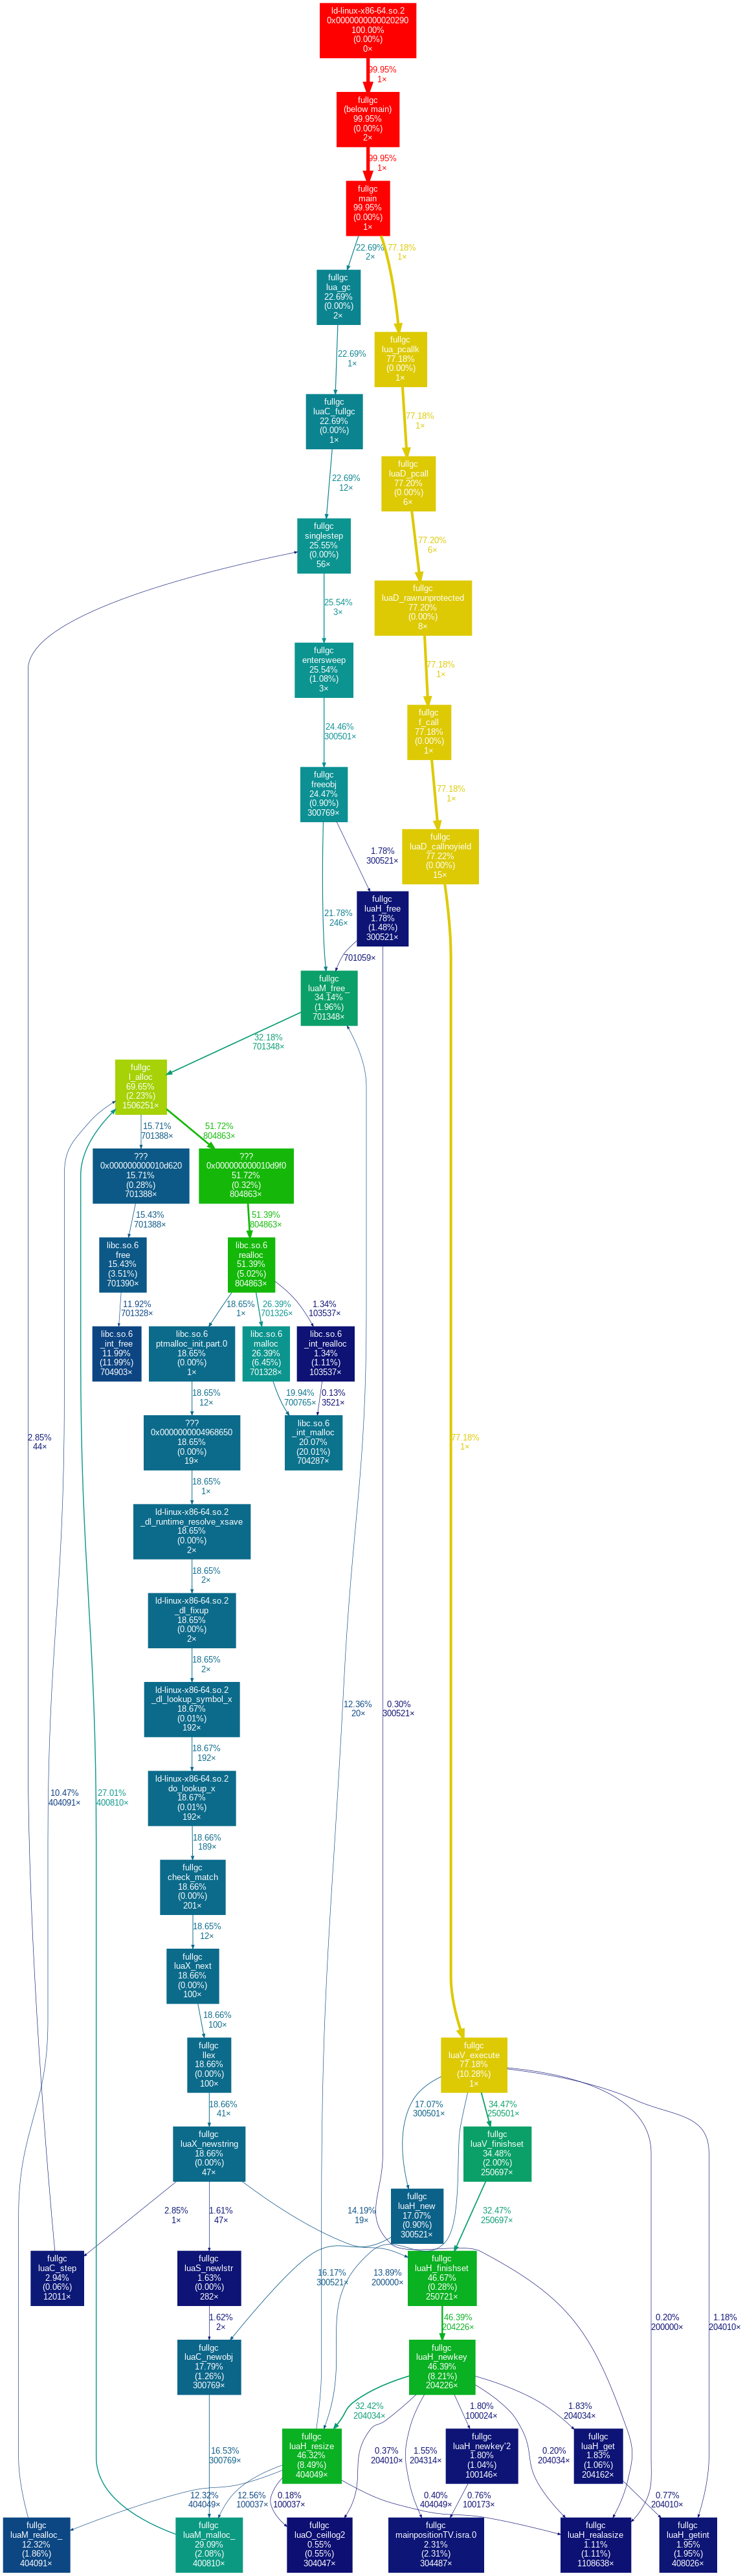 ld-linux-x86-64.so.2
0x0000000000020290
100.00%
(0.00%)
0×
99.95%
1×
fullgc
(below main)
99.95%
(0.00%)
2×
99.95%
1×
fullgc
main
99.95%
(0.00%)
1×
22.69%
2×
77.18%
1×
fullgc
lua_gc
22.69%
(0.00%)
2×
fullgc
lua_pcallk
77.18%
(0.00%)
1×
22.69%
1×
77.18%
1×
fullgc
luaC_fullgc
22.69%
(0.00%)
1×
fullgc
luaD_pcall
77.20%
(0.00%)
6×
22.69%
12×
77.20%
6×
fullgc
singlestep
25.55%
(0.00%)
56×
fullgc
luaD_rawrunprotected
77.20%
(0.00%)
8×
25.54%
3×
77.18%
1×
fullgc
entersweep
25.54%
(1.08%)
3×
fullgc
f_call
77.18%
(0.00%)
1×
24.46%
300501×
77.18%
1×
fullgc
freeobj
24.47%
(0.90%)
300769×
fullgc
luaD_callnoyield
77.22%
(0.00%)
15×
1.78%
300521×
21.78%
246×
fullgc
luaH_free
1.78%
(1.48%)
300521×
701059×
fullgc
luaM_free_
34.14%
(1.96%)
701348×
32.18%
701348×
fullgc
l_alloc
69.65%
(2.23%)
1506251×
15.71%
701388×
51.72%
804863×
???
0x000000000010d620
15.71%
(0.28%)
701388×
???
0x000000000010d9f0
51.72%
(0.32%)
804863×
15.43%
701388×
51.39%
804863×
libc.so.6
free
15.43%
(3.51%)
701390×
libc.so.6
realloc
51.39%
(5.02%)
804863×
11.92%
701328×
18.65%
1×
26.39%
701326×
1.34%
103537×
libc.so.6
_int_free
11.99%
(11.99%)
704903×
libc.so.6
ptmalloc_init.part.0
18.65%
(0.00%)
1×
libc.so.6
malloc
26.39%
(6.45%)
701328×
libc.so.6
_int_realloc
1.34%
(1.11%)
103537×
18.65%
12×
19.94%
700765×
0.13%
3521×
2.85%
44×
77.18%
1×
???
0x0000000004968650
18.65%
(0.00%)
19×
libc.so.6
_int_malloc
20.07%
(20.01%)
704287×
18.65%
1×
ld-linux-x86-64.so.2
_dl_runtime_resolve_xsave
18.65%
(0.00%)
2×
18.65%
2×
ld-linux-x86-64.so.2
_dl_fixup
18.65%
(0.00%)
2×
18.65%
2×
ld-linux-x86-64.so.2
_dl_lookup_symbol_x
18.67%
(0.01%)
192×
12.36%
20×
0.30%
300521×
18.67%
192×
ld-linux-x86-64.so.2
do_lookup_x
18.67%
(0.01%)
192×
10.47%
404091×
27.01%
400810×
18.66%
189×
fullgc
check_match
18.66%
(0.00%)
201×
18.65%
12×
fullgc
luaX_next
18.66%
(0.00%)
100×
18.66%
100×
fullgc
llex
18.66%
(0.00%)
100×
fullgc
luaV_execute
77.18%
(10.28%)
1×
18.66%
41×
17.07%
300501×
34.47%
250501×
fullgc
luaX_newstring
18.66%
(0.00%)
47×
fullgc
luaV_finishset
34.48%
(2.00%)
250697×
2.85%
1×
1.61%
47×
14.19%
19×
fullgc
luaH_new
17.07%
(0.90%)
300521×
32.47%
250697×
fullgc
luaC_step
2.94%
(0.06%)
12011×
fullgc
luaS_newlstr
1.63%
(0.00%)
282×
16.17%
300521×
13.89%
200000×
fullgc
luaH_finishset
46.67%
(0.28%)
250721×
0.20%
200000×
1.18%
204010×
1.62%
2×
46.39%
204226×
fullgc
luaC_newobj
17.79%
(1.26%)
300769×
fullgc
luaH_newkey
46.39%
(8.21%)
204226×
32.42%
204034×
1.80%
100024×
1.83%
204034×
16.53%
300769×
fullgc
luaH_resize
46.32%
(8.49%)
404049×
0.37%
204010×
1.55%
204314×
fullgc
luaH_newkey'2
1.80%
(1.04%)
100146×
0.20%
204034×
fullgc
luaH_get
1.83%
(1.06%)
204162×
12.32%
404049×
12.56%
100037×
0.18%
100037×
0.40%
404049×
0.76%
100173×
0.77%
204010×
fullgc
luaM_realloc_
12.32%
(1.86%)
404091×
fullgc
luaM_malloc_
29.09%
(2.08%)
400810×
fullgc
luaO_ceillog2
0.55%
(0.55%)
304047×
fullgc
mainpositionTV.isra.0
2.31%
(2.31%)
304487×
fullgc
luaH_realasize
1.11%
(1.11%)
1108638×
fullgc
luaH_getint
1.95%
(1.95%)
408026×